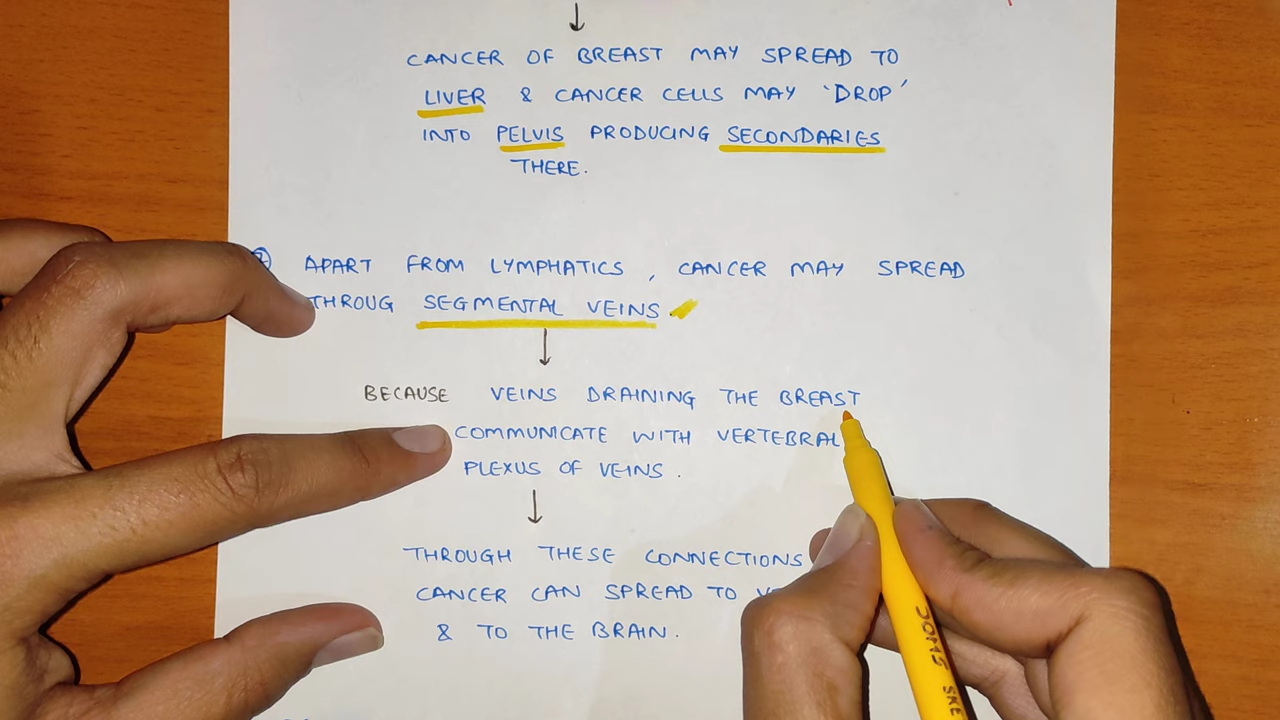 CANCER OF BREAST MAY SPREAD TO
LIVER & CANCER CELLS MAY 'DROP'
INTO PELVIS PRODUCING SECONDARIES
THERE.
APART FROM LYMPHATICS, CANCER MAY SPREAD
THROUG SEGMENTAL VEINS
BECAUSE VEINS DRAINING THE BREAST
COMMUNICATE WITH VERTEBRAL
PLEXUS OF VEINS.
THROUGH THESE CONNECTIONS
CANCER CAN SPREAD TO
& TO THE BRAIN.
DOMS SKE